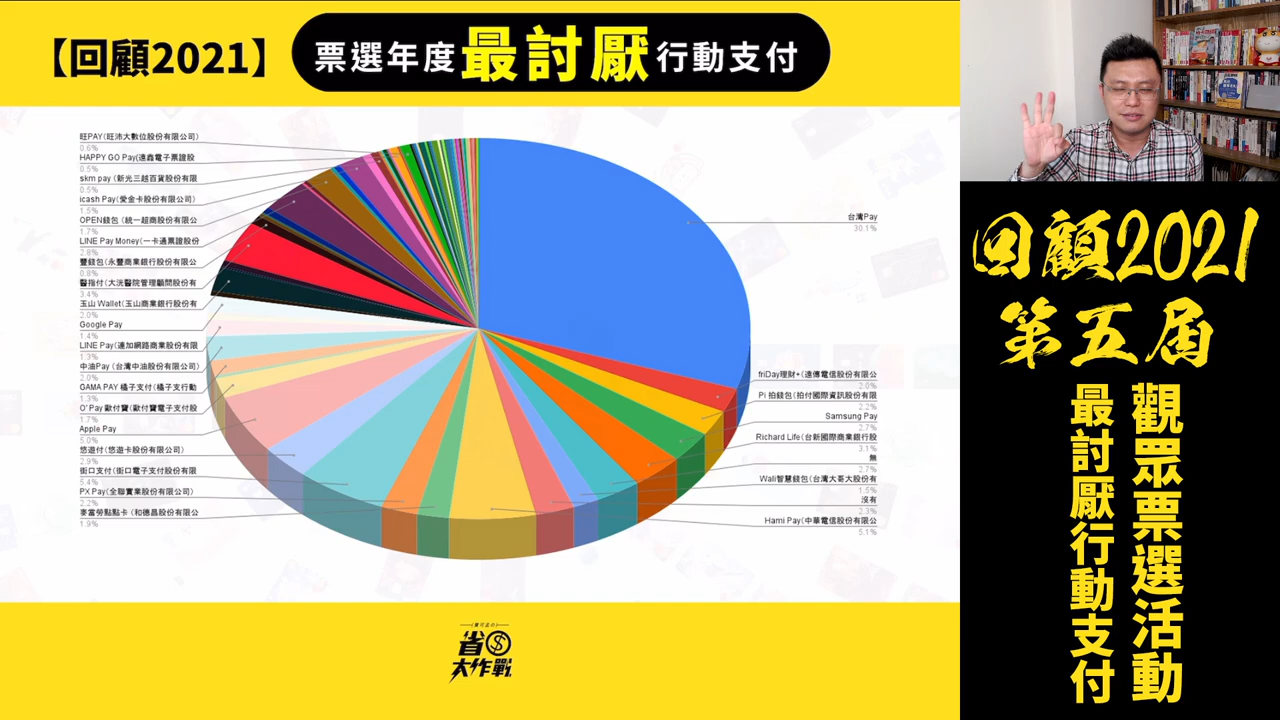 【回顧2021】
票選年度最討厭行動支付
旺PAY(旺沛大數位股份有限公司)
0.6%
HAPPY GO Pay(遠鑫電子票證股
0.5%
skm pay (新光三越百貨股份有限
0.5%
icash Pay(愛金卡股份有限公司)
1.5%
OPEN錢包 (統一超商股份有限公
1.7%
LINE Pay Money(一卡通票證股份
2.8%
豐錢包(永豐商業銀行股份有限公
0.8%
醫指付(大洸醫院管理顧問股份有
3.4%
玉山 Wallet(玉山商業銀行股份有
2.0%
Google Pay
1.4%
LINE Pay(連加網路商業股份有限
1.3%
中油Pay (台灣中油股份有限公司)
2.0%
GAMA PAY 橘子支付(橘子支行動
1.3%
O'Pay 歐付寶(歐付寶電子支付股
1.7%
Apple Pay
5.0%
悠遊付(悠遊卡股份有限公司)
2.9%
街口支付(街口電子支付股份有限
5.4%
PX Pay(全聯實業股份有限公司)
2.2%
麥當勞點點卡 (和德昌股份有限公
1.9%
台灣Pay
30.1%
friDay理財+(遠傳電信股份有限公
2.0%
Pi 拍錢包(拍付國際資訊股份有限
2.2%
Samsung Pay
2.7%
Richard Life(台新國際商業銀行股
3.1%
無
2.7%
Wali智慧錢包(台灣大哥大股份有
1.5%
沒有
2.3%
Hami Pay(中華電信股份有限公
5.1%
省大作戰
回顧2021
第五屆
觀眾票選活動
最討厭行動支付